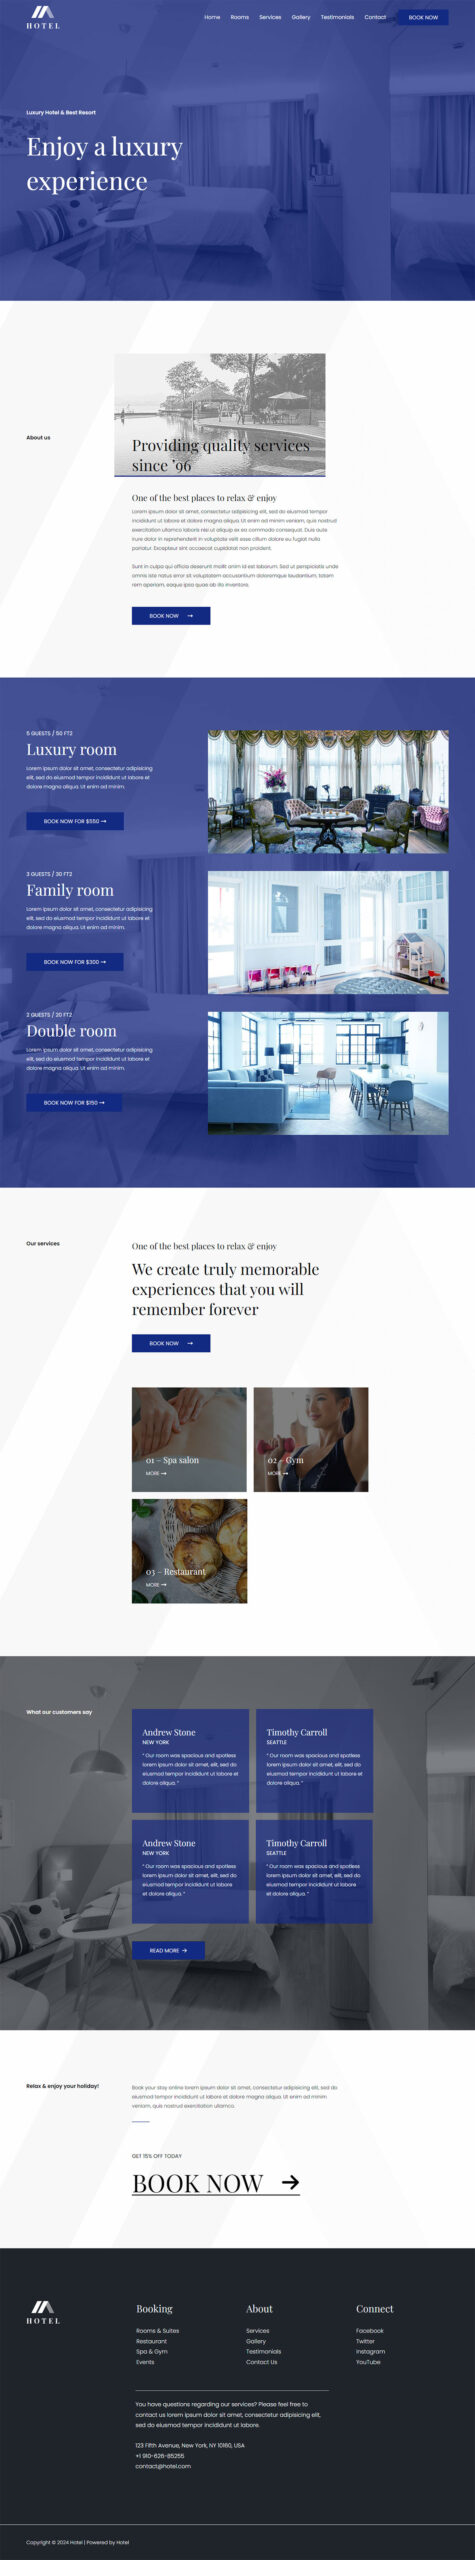 HOTEL
Home Rooms Services Gallery Testimonials Contact BOOK NOW
Luxury Hotel & Best Resort
Enjoy a luxury
experience
About us
Providing quality services
since '96
One of the best places to relax & enjoy
Lorem ipsum dolor sit amet, consectetur adipisicing elit, sed do eiusmod tempor
incididunt ut labore et dolore magna aliqua. Ut enim ad minim veniam, quis nostrud
exercitation ullamco laboris nisi ut aliquip ex ea commodo consequat. Duis aute
irure dolor in reprehenderit in voluptate velit esse cillum dolore eu fugiat nulla
pariatur. Excepteur sint occaecat cupidatat non proident.
Sunt in culpa qui officia deserunt mollit anim id est laborum. Sed ut perspiciatis unde
omnis iste natus error sit voluptatem accusantium doloremque laudantium, totam
rem aperiam, eaque ipsa quae ab illo inventore.
BOOK NOW →
5 GUESTS / 50 FT2
Luxury room
Lorem ipsum dolor sit amet, consectetur adipisicing
elit, sed do eiusmod tempor incididunt ut labore et
dolore magna aliqua. Ut enim ad minim.
BOOK NOW FOR $550 →
3 GUESTS / 30 FT2
Family room
Lorem ipsum dolor sit amet, consectetur adipisicing
elit, sed do eiusmod tempor incididunt ut labore et
dolore magna aliqua. Ut enim ad minim.
BOOK NOW FOR $300 →
2 GUESTS / 20 FT2
Double room
Lorem ipsum dolor sit amet, consectetur adipisicing
elit, sed do eiusmod tempor incididunt ut labore et
dolore magna aliqua. Ut enim ad minim.
BOOK NOW FOR $150 →
Our services
One of the best places to relax & enjoy
We create truly memorable
experiences that you will
remember forever
BOOK NOW →
01 – Spa salon
MORE →
02 – Gym
MORE →
03 – Restaurant
MORE →
What our customers say
Andrew Stone
NEW YORK
" Our room was spacious and spotless
lorem ipsum dolor sit amet, elit, sed do
eiusmod tempor incididunt ut labore et
dolore aliqua. "
Timothy Carroll
SEATTLE
" Our room was spacious and spotless
lorem ipsum dolor sit amet, elit, sed do
eiusmod tempor incididunt ut labore et
dolore aliqua. "
Andrew Stone
NEW YORK
" Our room was spacious and spotless
lorem ipsum dolor sit amet, elit, sed do
eiusmod tempor incididunt ut labore
et dolore aliqua. "
Timothy Carroll
SEATTLE
" Our room was spacious and spotless
lorem ipsum dolor sit amet, elit, sed do
eiusmod tempor incididunt ut labore
et dolore aliqua. "
READ MORE →
Relax & enjoy your holiday!
Book your stay online lorem ipsum dolor sit amet, consectetur adipisicing elit, sed do
eiusmod tempor incididunt ut labore et dolore magna aliqua. Ut enim ad minim
veniam, quis nostrud exercitation ullamco.
GET 15% OFF TODAY
BOOK NOW →
HOTEL
Booking
Rooms & Suites
Restaurant
Spa & Gym
Events
About
Services
Gallery
Testimonials
Contact Us
Connect
Facebook
Twitter
Instagram
YouTube
You have questions regarding our services? Please feel free to
contact us lorem ipsum dolor sit amet, consectetur adipisicing elit,
sed do eiusmod tempor incididunt ut labore.
123 Fifth Avenue, New York, NY 10160, USA
+1 910-626-85255
contact@hotel.com
Copyright © 2024 Hotel | Powered by Hotel